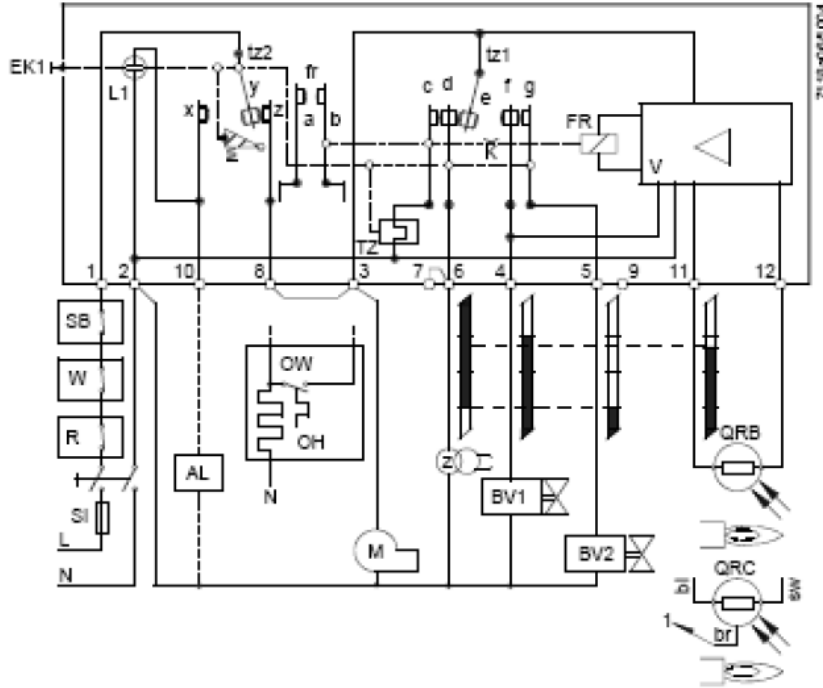 EK1
L1
tz2
fr
y
x
z
a
b
tz1
c
d
e
f
g
FR
V
K
TZ
1
2
10
8
3
7
6
4
5
9
11
12
SB
W
R
SI
L
N
AL
OW
OH
N
M
Z
BV1
BV2
QRB
QRC
bl
sw
br
1